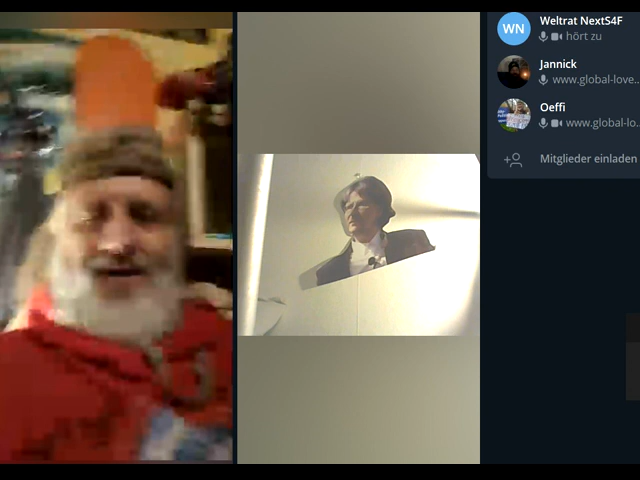 WN
Weltrat NextS4F
hört zu
Jannick
www.global-love..
Oeffi
www.global-lo..
Mitglieder einladen